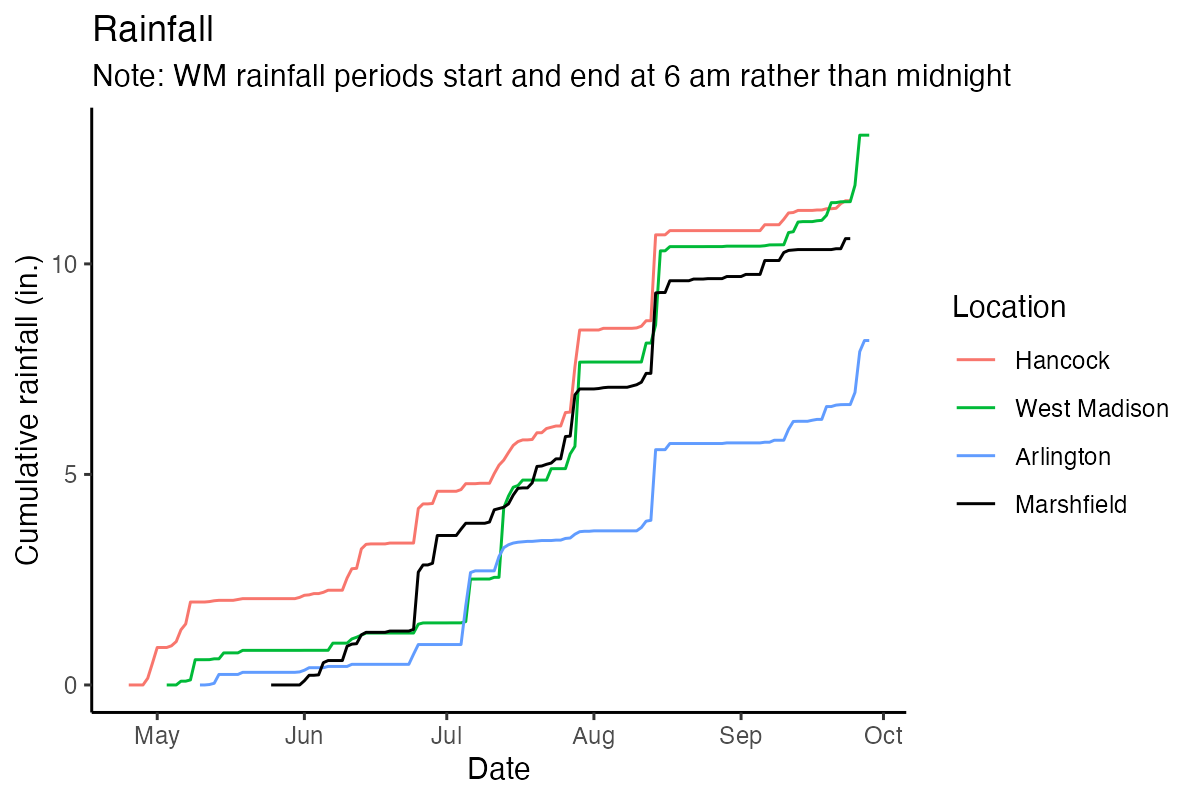 Rainfall
Note: WM rainfall periods start and end at 6 am rather than midnight
Cumulative rainfall (in.)
10
5
0
May Jun Jul Aug Sep Oct
Date
Location
Hancock
West Madison
Arlington
Marshfield